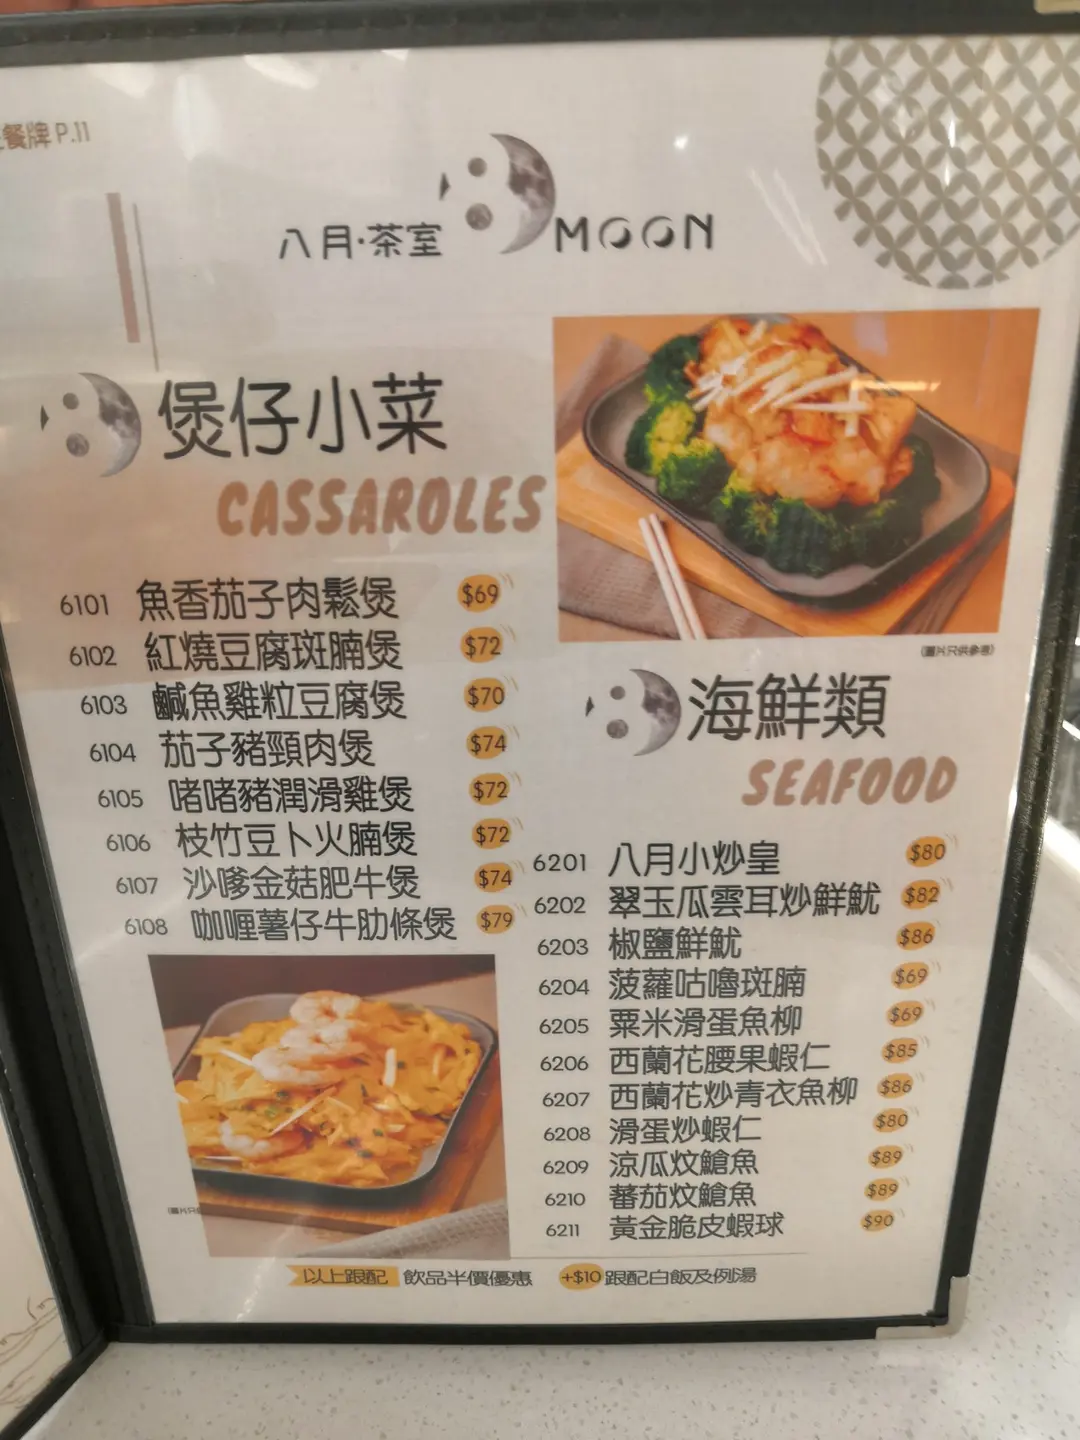 餐牌 P.11
八月·茶室 MOON
煲仔小菜
CASSAROLES
6101 魚香茄子肉鬆煲 $69
6102 紅燒豆腐斑腩煲 $72
6103 鹹魚雞粒豆腐煲 $70
6104 茄子豬頸肉煲 $74
6105 啫啫豬潤滑雞煲 $72
6106 枝竹豆卜火腩煲 $72
6107 沙嗲金菇肥牛煲 $74
6108 咖喱薯仔牛肋條煲 $79
(圖片只供參考)
海鮮類
SEAFOOD
6201 八月小炒皇 $80
6202 翠玉瓜雲耳炒鮮魷 $82
6203 椒鹽鮮魷 $86
6204 菠蘿咕嚕斑腩 $69
6205 粟米滑蛋魚柳 $69
6206 西蘭花腰果蝦仁 $85
6207 西蘭花炒青衣魚柳 $86
6208 滑蛋炒蝦仁 $80
6209 涼瓜炆鱠魚 $89
6210 蕃茄炆鱠魚 $89
6211 黃金脆皮蝦球 $90
(圖片只
以上跟配 飲品半價優惠 +$10 跟配白飯及例湯